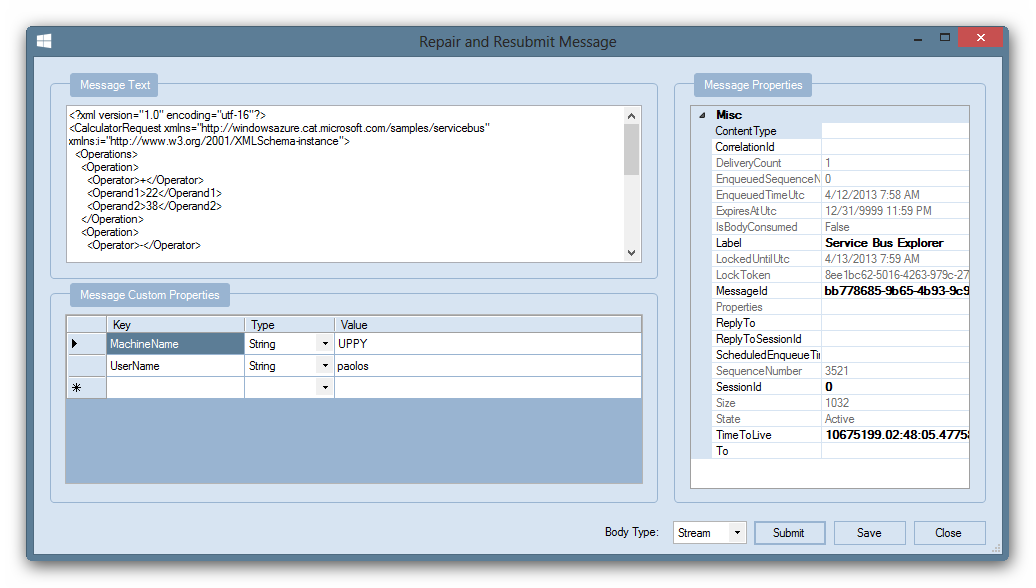 Repair and Resubmit Message
Message Text
<?xml version="1.0" encoding="utf-16"?>
<CalculatorRequest xmlns="http://windowsazure.cat.microsoft.com/samples/servicebus"
xmlns:i="http://www.w3.org/2001/XMLSchema-instance">
<Operations>
<Operation>
<Operator>+</Operator>
<Operand1>22</Operand1>
<Operand2>38</Operand2>
</Operation>
<Operation>
<Operator>-</Operator>
Message Custom Properties
Key Type Value
MachineName String UPPY
UserName String paolos
Message Properties
Misc
ContentType
CorrelationId
DeliveryCount 1
EnqueuedSequenceN 0
EnqueuedTimeUtc 4/12/2013 7:58 AM
ExpiresAtUtc 12/31/9999 11:59 PM
IsBodyConsumed False
Label Service Bus Explorer
LockedUntilUtc 4/13/2013 7:59 AM
LockToken 8ee1bc62-5016-4263-979c-27
MessageId bb778685-9b65-4b93-9c9
Properties
ReplyTo
ReplyToSessionId
ScheduledEnqueueTi
SequenceNumber 3521
SessionId 0
Size 1032
State Active
TimeToLive 10675199.02:48:05.47758
To
Body Type: Stream Submit Save Close